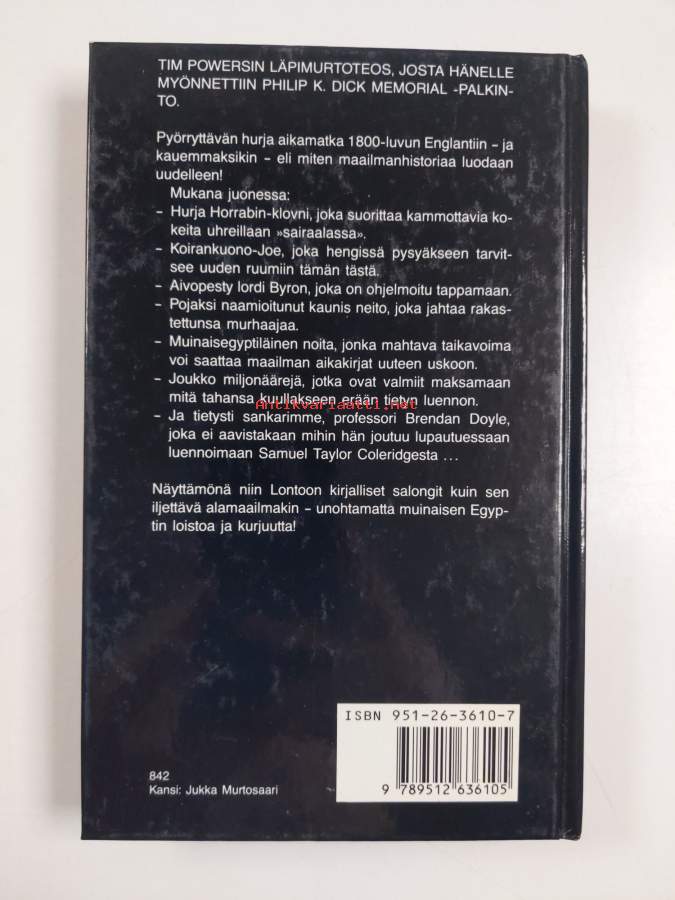 TIM POWERSIN LÄPIMURTOTEOS, JOSTA HÄNELLE
MYÖNNETTIIN PHILIP K. DICK MEMORIAL -PALKIN-
TO.
Pyörryttävän hurja aikamatka 1800-luvun Englantiin – ja
kauemmaksikin – eli miten maailmanhistoriaa luodaan
uudelleen!
Mukana juonessa:
– Hurja Horrabin-klovni, joka suorittaa kammottavia ko-
keita uhreillaan »sairaalassa».
– Koirankuono-Joe, joka hengissä pysyäkseen tarvit-
see uuden ruumiin tämän tästä.
– Aivopesty lordi Byron, joka on ohjelmoitu tappamaan.
– Pojaksi naamioitunut kaunis neito, joka jahtaa rakas-
tettunsa murhaajaa.
– Muinaisegyptiläinen noita, jonka mahtava taikavoima
voi saattaa maailman aikakirjat uuteen uskoon.
– Joukko miljonäärejä, jotka ovat valmiit maksamaan
mitä tahansa kuullakseen erään tietyn luennon.
Antikvariaatti.net
– Ja tietysti sankarimme, professori Brendan Doyle,
joka ei aavistakaan mihin hän joutuu lupautuessaan
luennoimaan Samuel Taylor Coleridgesta ...
Näyttämönä niin Lontoon kirjalliset salongit kuin sen
iljettävä alamaailmakin – unohtamatta muinaisen Egyp-
tin loistoa ja kurjuutta!
ISBN 951-26-3610-7
9 789512 636105
842
Kansi: Jukka Murtosaari